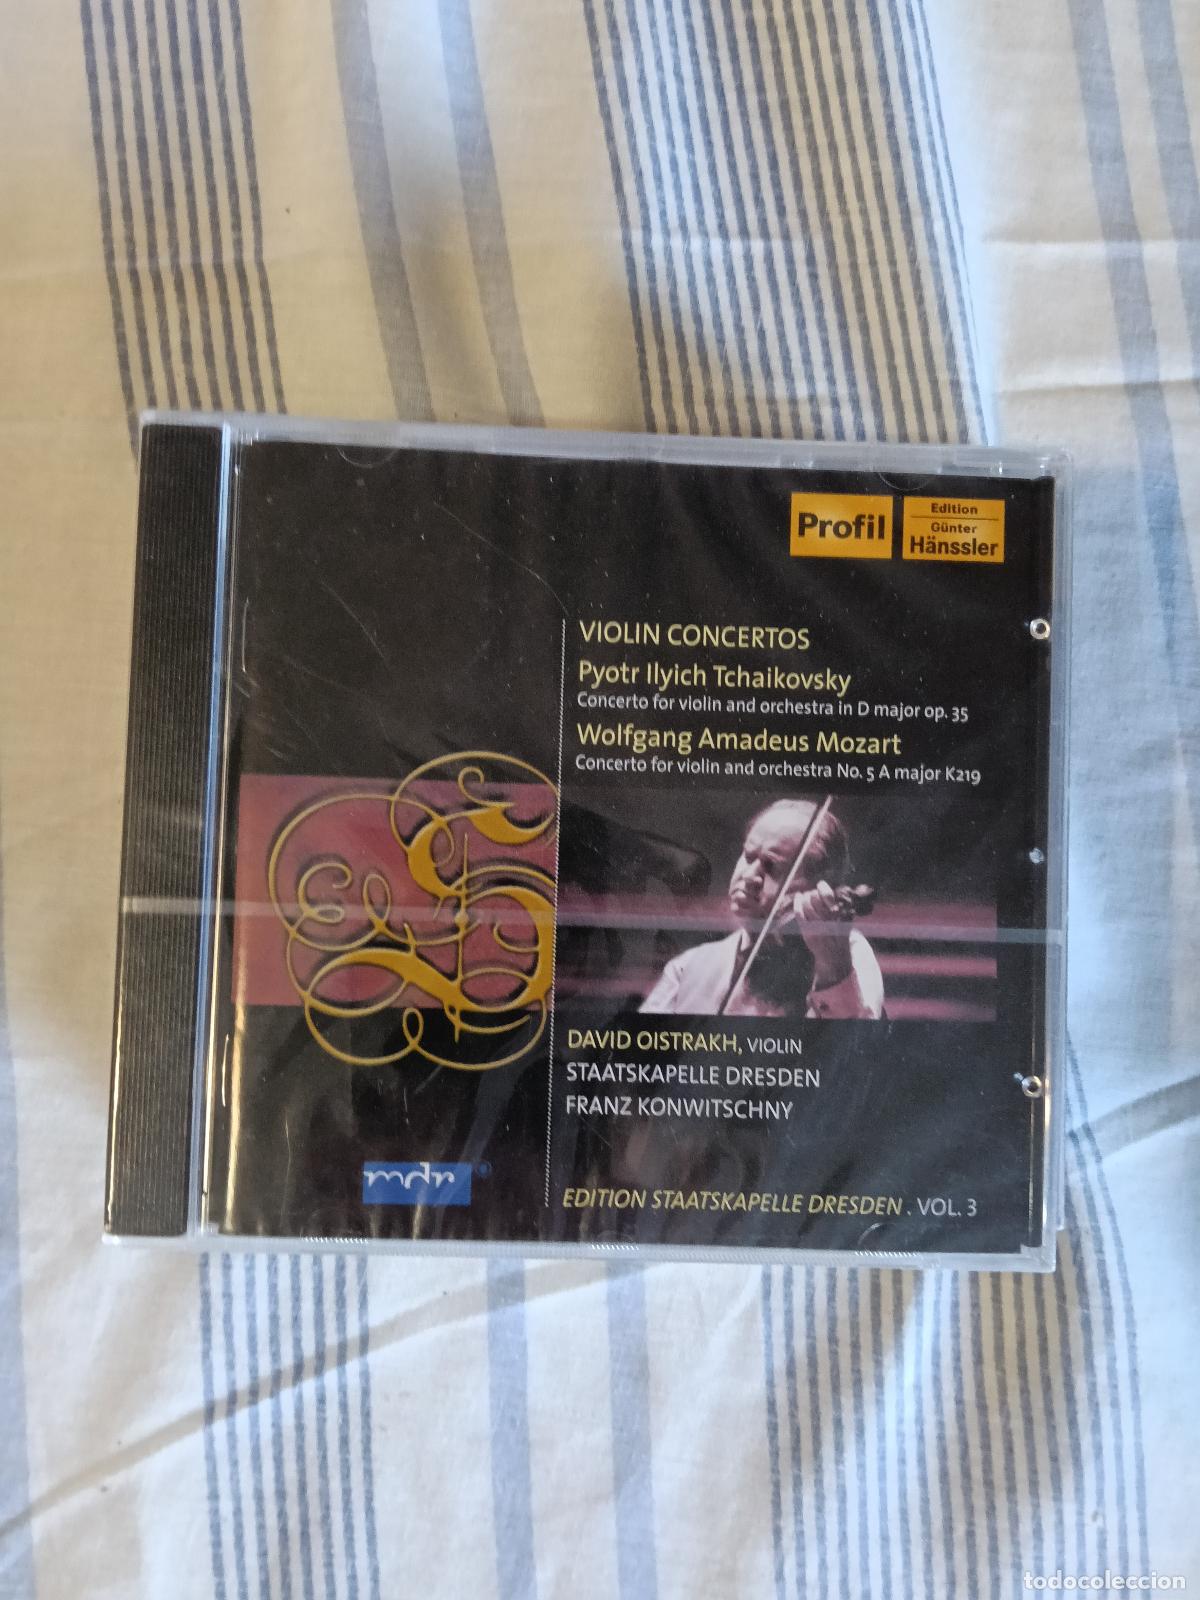 Profil
Edition
Günter
Hänssler
VIOLIN CONCERTOS
Pyotr Ilyich Tchaikovsky
Concerto for violin and orchestra in D major op. 35
Wolfgang Amadeus Mozart
Concerto for violin and orchestra No. 5 A major K219
DAVID OISTRAKH, VIOLIN
STAATSKAPELLE DRESDEN
FRANZ KONWITSCHNY
mdr
EDITION STAATSKAPELLE DRESDEN . VOL. 3
todocoleccion